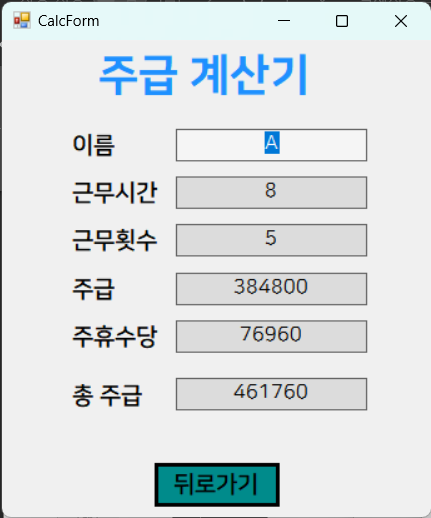 CalcForm
주급 계산기
이름 A
근무시간 8
근무횟수 5
주급 384800
주휴수당 76960
총 주급 461760
뒤로가기